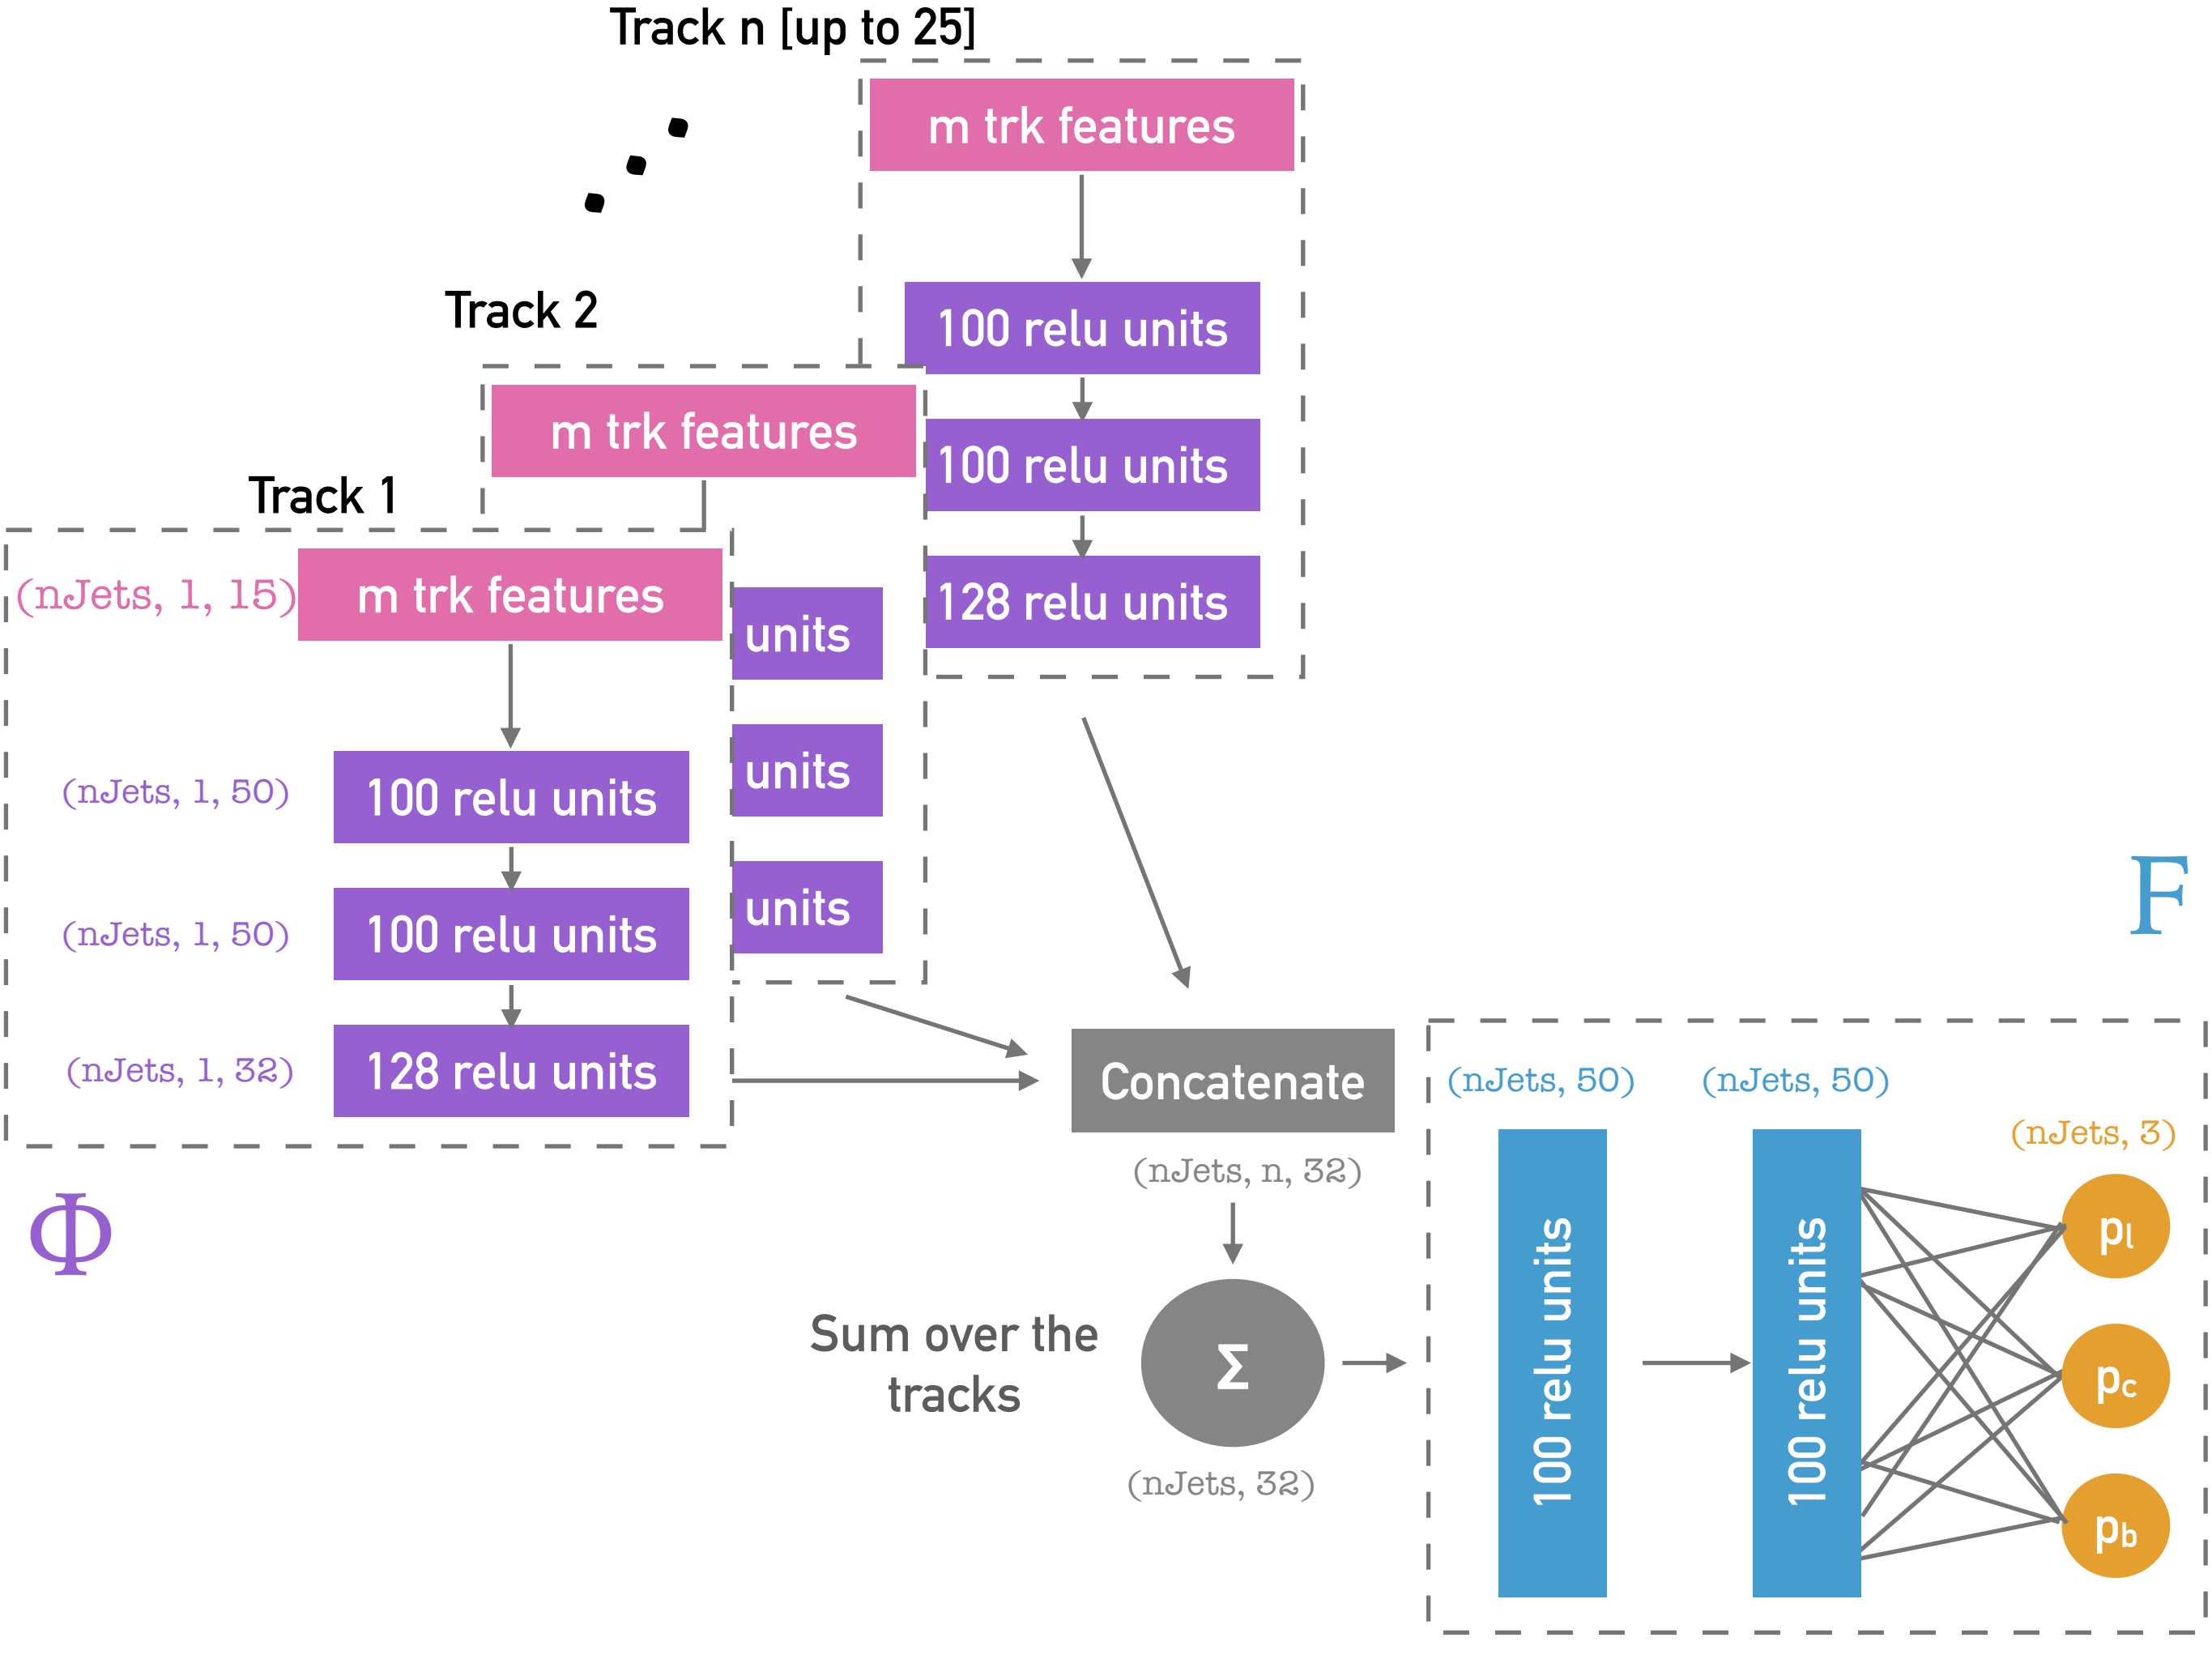 Track n [up to 25]
m trk features
100 relu units
100 relu units
128 relu units
Track 2
m trk features
units
units
units
Track 1
(nJets, 1, 15)
m trk features
(nJets, 1, 50)
100 relu units
(nJets, 1, 50)
100 relu units
(nJets, 1, 32)
128 relu units
Φ
Concatenate
(nJets, n, 32)
Sum over the
tracks
Σ
(nJets, 32)
F
(nJets, 50)
(nJets, 50)
(nJets, 3)
100 relu units
100 relu units
pl
pc
pb